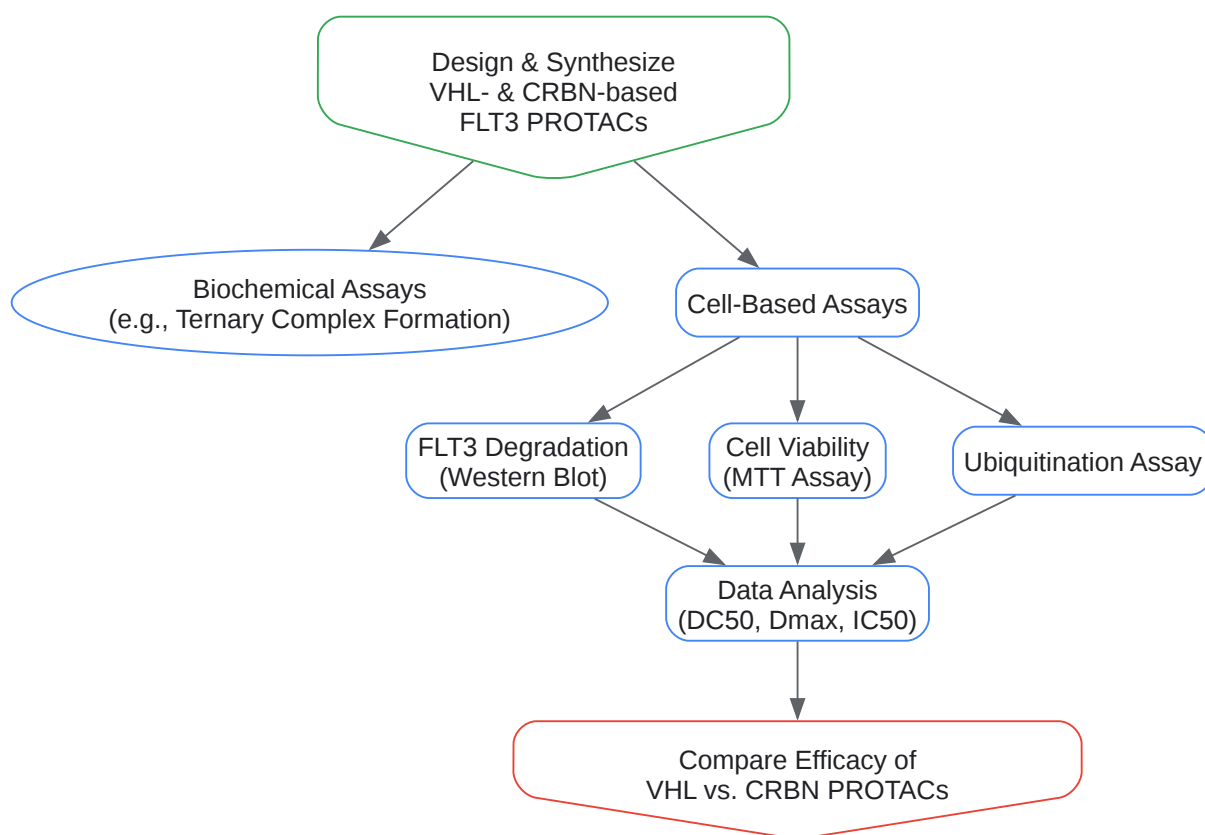 Design & Synthesize
VHL- & CRBN-based
FLT3 PROTACs
Biochemical Assays
(e.g., Ternary Complex Formation)
Cell-Based Assays
FLT3 Degradation
(Western Blot)
Cell Viability
(MTT Assay)
Ubiquitination Assay
Data Analysis
(DC50, Dmax, IC50)
Compare Efficacy of
VHL vs. CRBN PROTACs